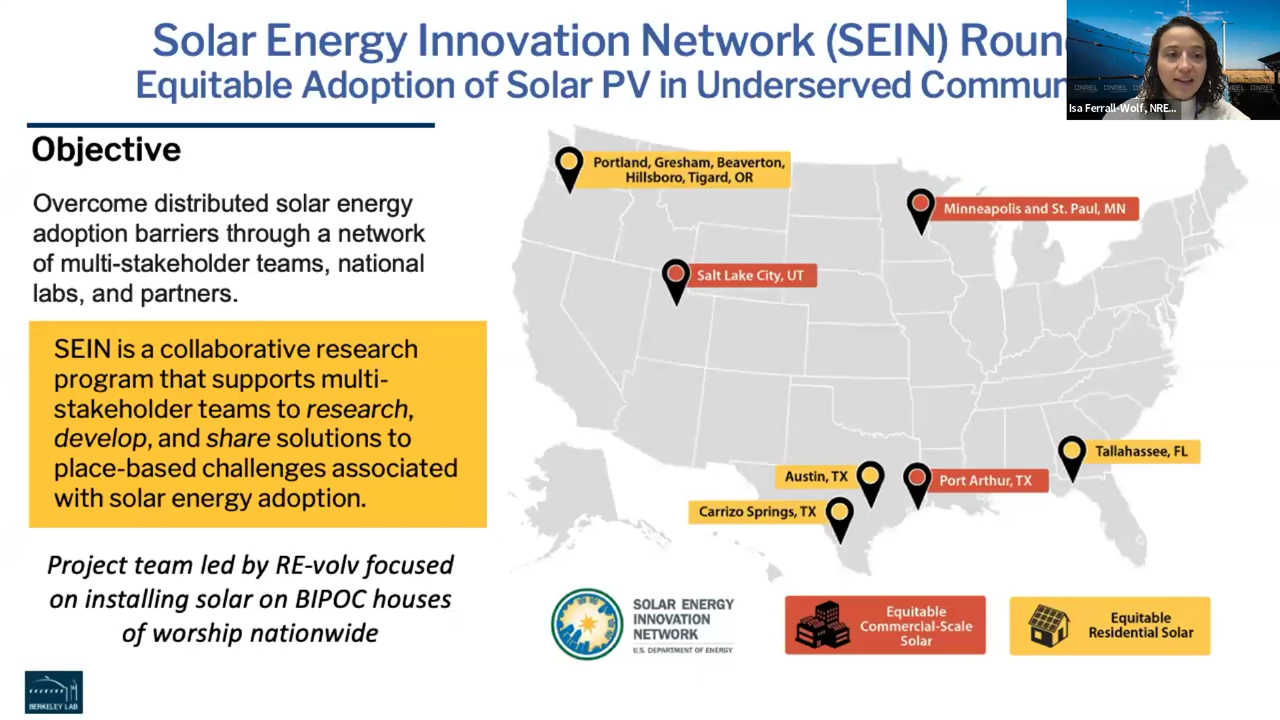 Solar Energy Innovation Network (SEIN) Roun
Equitable Adoption of Solar PV in Underserved Commun
Isa Ferrall-Wolf, NRE...
NREL
NREL
NREL
Objective
Overcome distributed solar energy
adoption barriers through a network
of multi-stakeholder teams, national
labs, and partners.
SEIN is a collaborative research
program that supports multi-
stakeholder teams to research,
develop, and share solutions to
place-based challenges associated
with solar energy adoption.
Project team led by RE-volv focused
on installing solar on BIPOC houses
of worship nationwide
BERKELEY LAB
Portland, Gresham, Beaverton,
Hillsboro, Tigard, OR
Minneapolis and St. Paul, MN
Salt Lake City, UT
Tallahassee, FL
Austin, TX
Port Arthur, TX
Carrizo Springs, TX
SOLAR ENERGY
INNOVATION
NETWORK
U.S. DEPARTMENT OF ENERGY
Equitable
Commercial-Scale
Solar
Equitable
Residential Solar